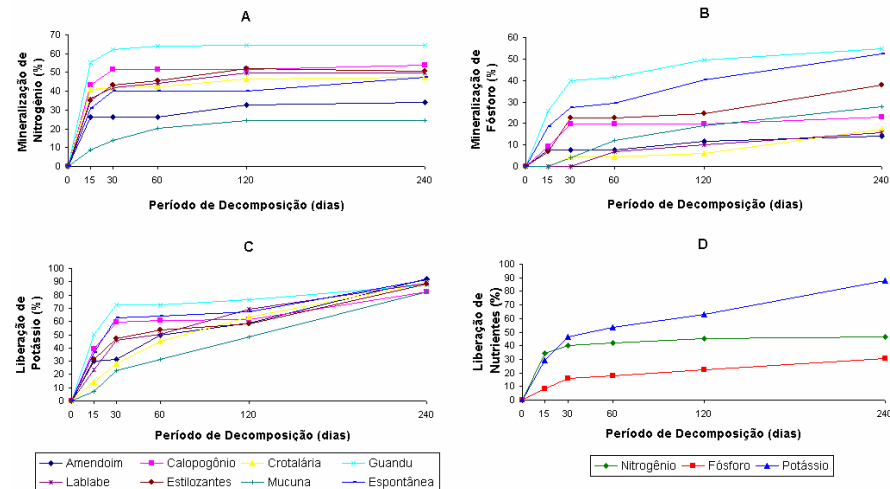 A
Mineralização de
Nitrogênio (%)
70
60
50
40
30
20
10
0
0 15 30 60 120 240
Período de Decomposição (dias)
B
Mineralização de
Fósforo (%)
60
50
40
30
20
10
0
0 15 30 60 120 240
Período de Decomposição (dias)
C
Liberação de
Potássio (%)
100
90
80
70
60
50
40
30
20
10
0
0 15 30 60 120 240
Período de Decomposição (dias)
D
Liberação de
Nutrientes (%)
100
90
80
70
60
50
40
30
20
10
0
0 15 30 60 120 240
Período de Decomposição (dias)
Amendoim Calopogônio Crotalária Guandu
Lablabe Estilozantes Mucuna Espontânea
Nitrogênio Fósforo Potássio